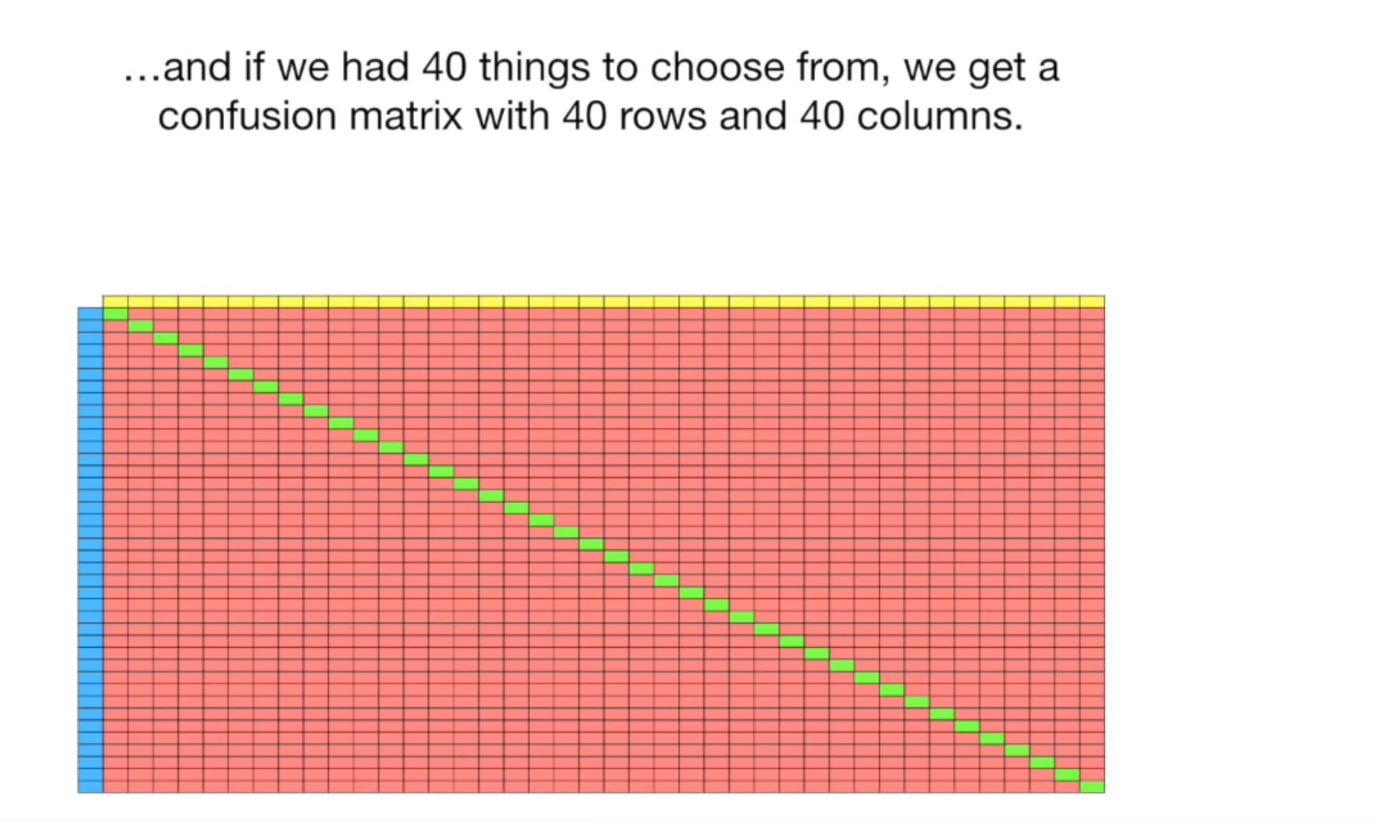 ...and if we had 40 things to choose from, we get a
confusion matrix with 40 rows and 40 columns.